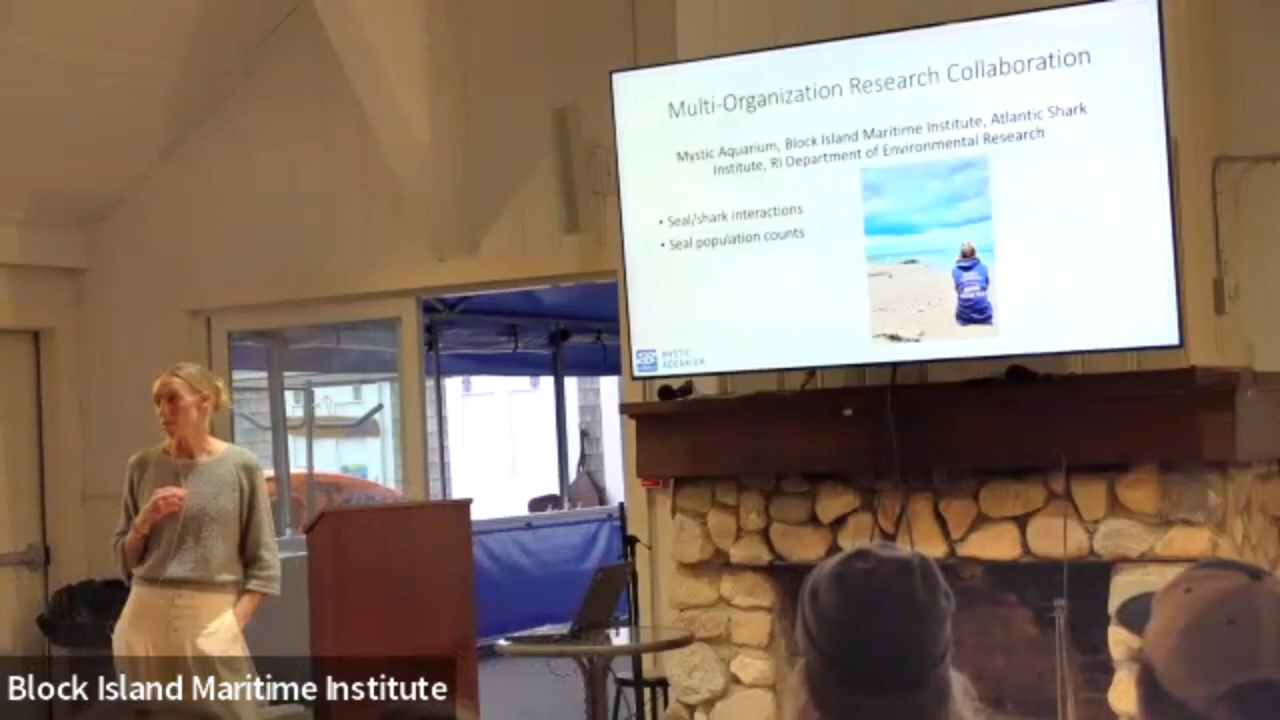 Multi-Organization Research Collaboration
Mystic Aquarium, Block Island Maritime Institute, Atlantic Shark
Institute, RI Department of Environmental Research
• Seal/shark interactions
• Seal population counts
MYSTIC
AQUARIUM
Block Island Maritime Institute